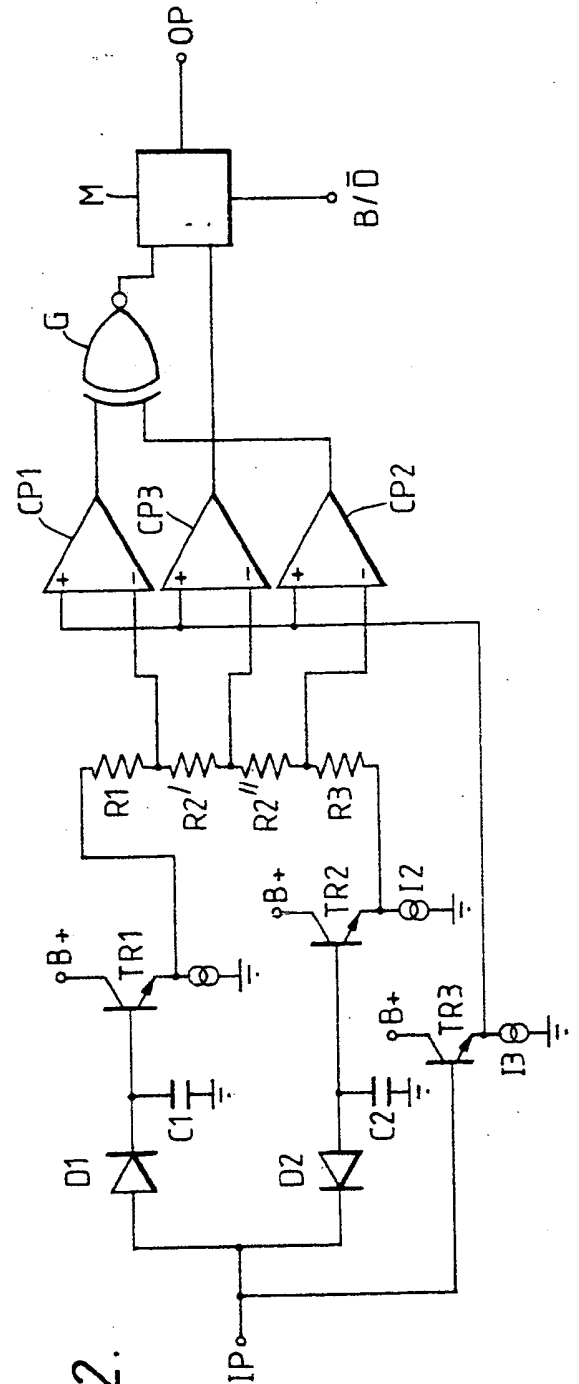 2.
IP
D1
C1
B+
TR1
D2
C2
B+
TR2
I2
B+
TR3
I3
R1
R2'
R2"
R3
CP1
+
-
CP3
+
-
CP2
+
-
G
M
OP
B/D̅